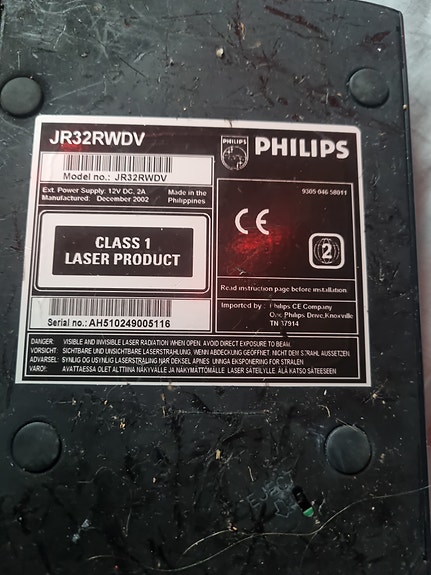 JR32RWDV
PHILIPS
Model no.: JR32RWDV
Ext. Power Supply: 12V DC, 2A
Made in the
Manufactured: December 2002
Philippines
9305 046 58011
CE
2
CLASS 1
LASER PRODUCT
Read instruction page before installation.
Imported by: Philips CE Company
One Philips Drive, Knoxville
TN 37914
Serial no.: AH510249005116
DANGER: VISIBLE AND INVISIBLE LASER RADIATION WHEN OPEN. AVOID DIRECT EXPOSURE TO BEAM.
VORSICHT: SICHTBARE UND UNSICHTBARE LASERSTRAHLUNG, WENN ABDECKUNG GEÖFFNET. NICHT DEM STRAHL AUSSETZEN
ADVARSEL: SYNLIG OG USYNLIG LASERSTRÅLING NÅR DEKSEL ÅPNES. UNNGÅ EKSPONERING FOR STRÅLEN
VARO!: AVATTAESSA OLET ALTTIINA NÄKYVÄLLE JA NÄKYMÄTTÖMÄLLE LASER SÄTEILYLLE. ÄLÄ KATSO SÄTEESEEN